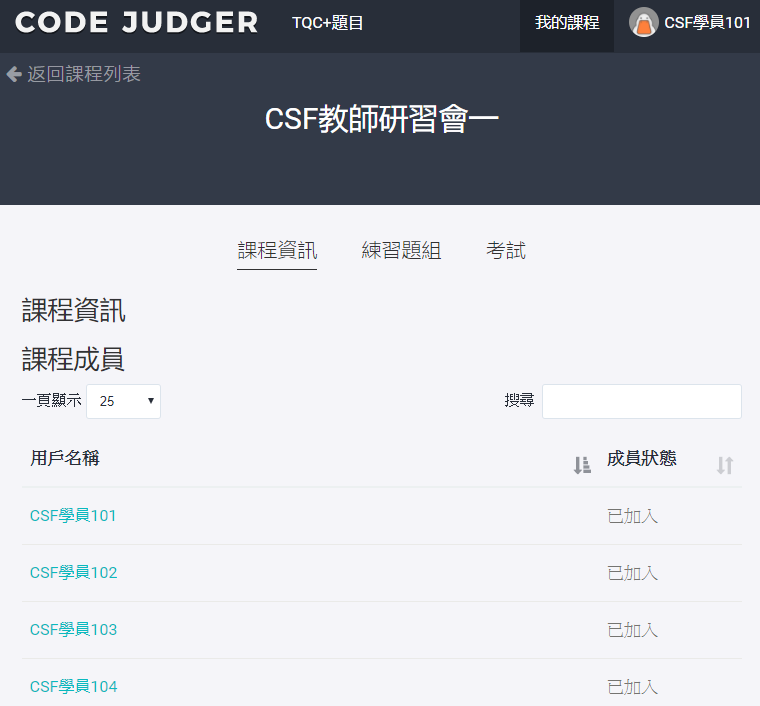 CODE JUDGER TQC+題目 我的課程 CSF學員101
返回課程列表
CSF教師研習會一
課程資訊 練習題組 考試
課程資訊
課程成員
一頁顯示 25 搜尋
用戶名稱 成員狀態
CSF學員101 已加入
CSF學員102 已加入
CSF學員103 已加入
CSF學員104 已加入